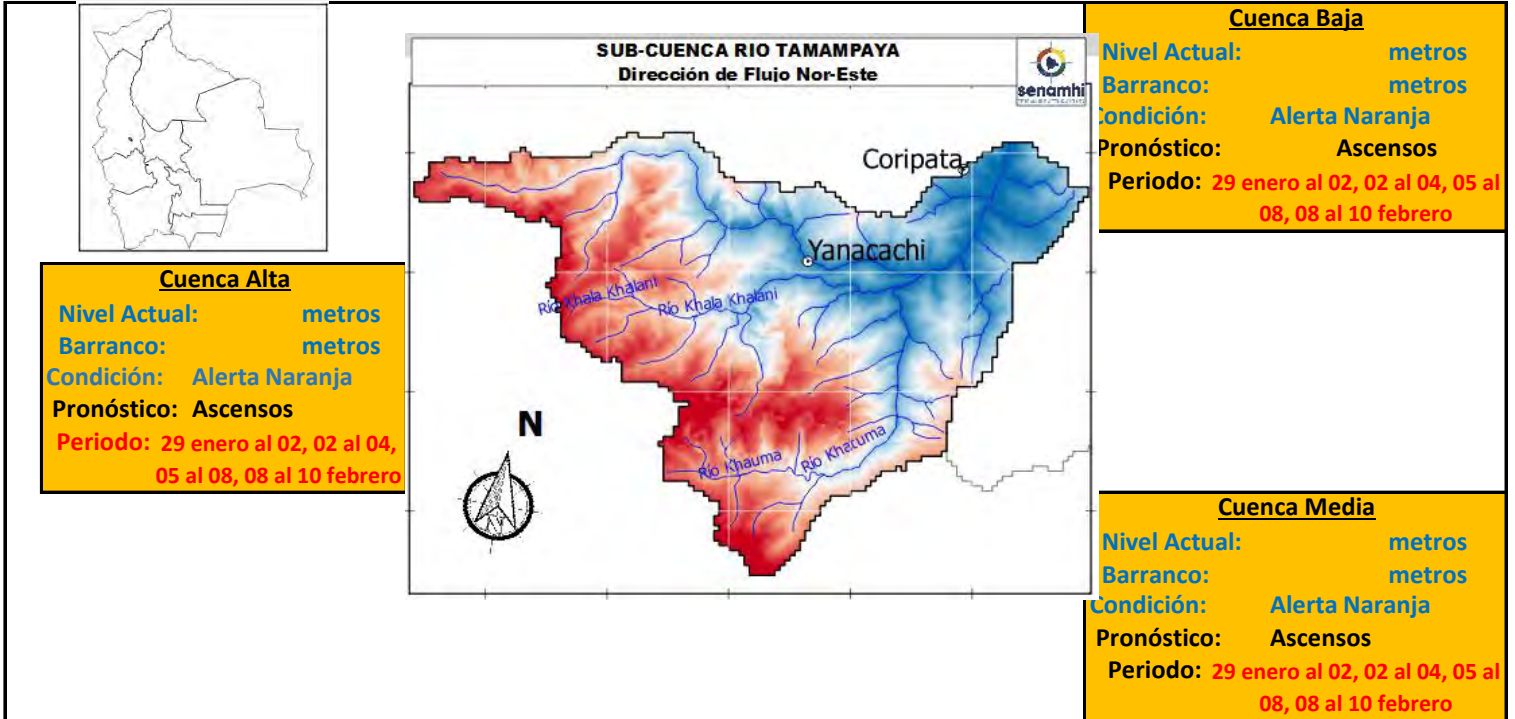 SUB-CUENCA RIO TAMAMPAYA
Dirección de Flujo Nor-Este
senamhi
Coripata
Yanacachi
Río Khala Khalani
Río Khala Khalani
Río Khauma
Río Khatuma
N
Cuenca Alta
Nivel Actual: metros
Barranco: metros
Condición: Alerta Naranja
Pronóstico: Ascensos
Periodo: 29 enero al 02, 02 al 04,
05 al 08, 08 al 10 febrero
Cuenca Baja
Nivel Actual: metros
Barranco: metros
Condición: Alerta Naranja
Pronóstico: Ascensos
Periodo: 29 enero al 02, 02 al 04, 05 al
08, 08 al 10 febrero
Cuenca Media
Nivel Actual: metros
Barranco: metros
Condición: Alerta Naranja
Pronóstico: Ascensos
Periodo: 29 enero al 02, 02 al 04, 05 al
08, 08 al 10 febrero